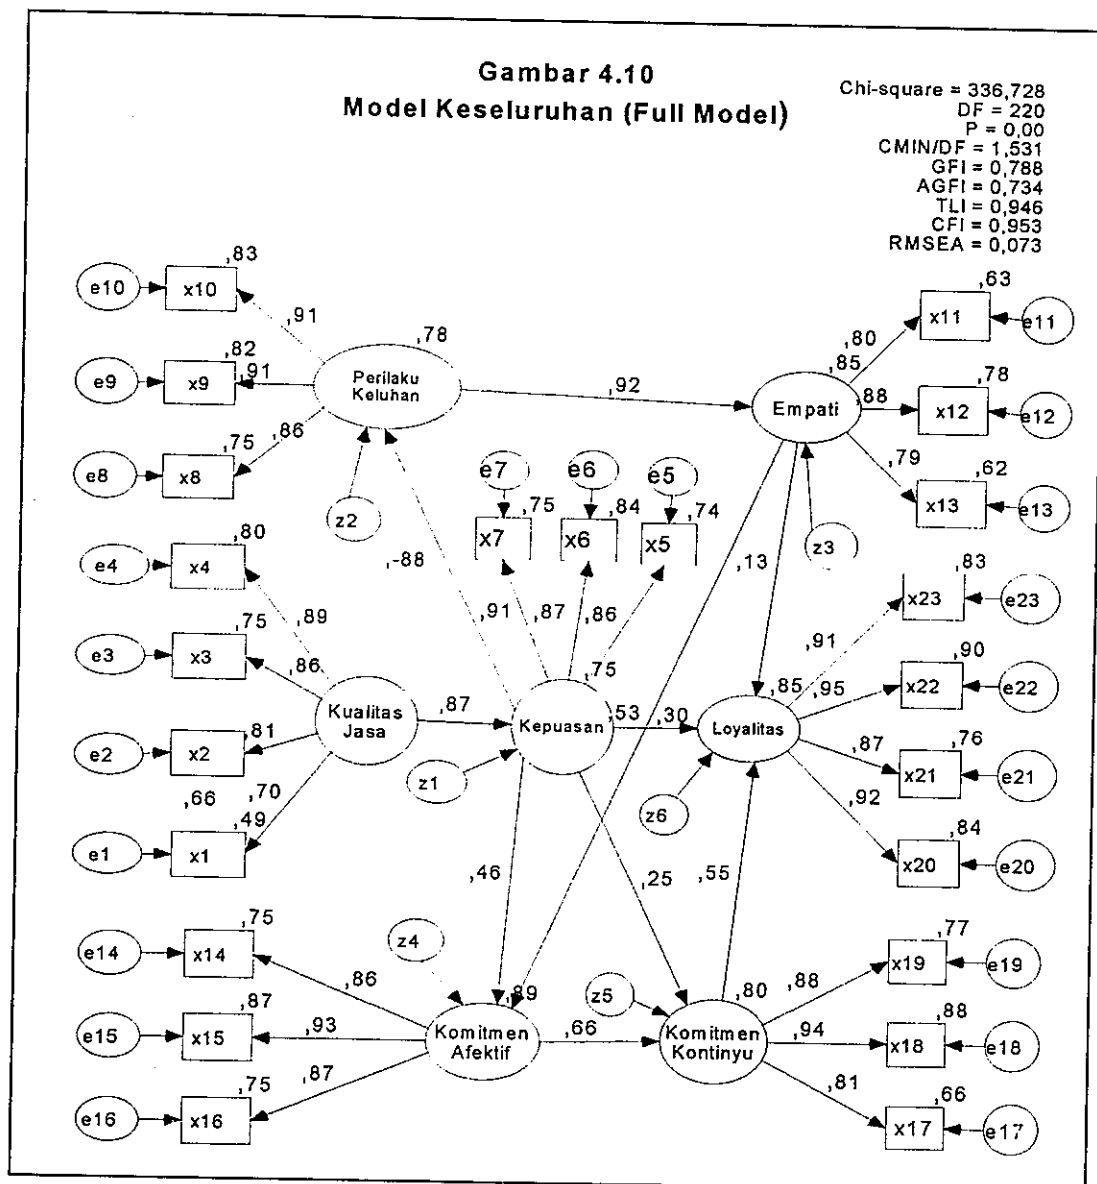 Gambar 4.10
Model Keseluruhan (Full Model)
Chi-square = 336,728
DF = 220
P = 0,00
CMIN/DF = 1,531
GFI = 0,788
AGFI = 0,734
TLI = 0,946
CFI = 0,953
RMSEA = 0,073
,83
e10
x10
,91
,82
e9
x9
,91
,75
e8
x8
,86
,78
Perilaku
Keluhan
z2
,92
,63
x11
e11
,80
,85
Empati
,88
,78
x12
e12
,79
,62
x13
e13
z3
e7
e6
e5
,75
x7
,84
x6
,74
x5
,-88
,91
,87
,86
,75
,13
,80
e4
x4
,89
,75
e3
x3
,86
,81
e2
x2
,66
,70
,49
e1
x1
Kualitas
Jasa
,87
Kepuasan
z1
,53
,30
,85
Loyalitas
z6
,83
x23
e23
,91
,90
x22
e22
,95
,76
x21
e21
,87
,84
x20
e20
,92
,46
,25
,55
,75
e14
x14
,86
,87
e15
x15
,93
,75
e16
x16
,87
z4
,89
Komitmen
Afektif
,66
z5
,80
Komitmen
Kontinyu
,77
x19
e19
,88
,88
x18
e18
,94
,66
x17
e17
,81